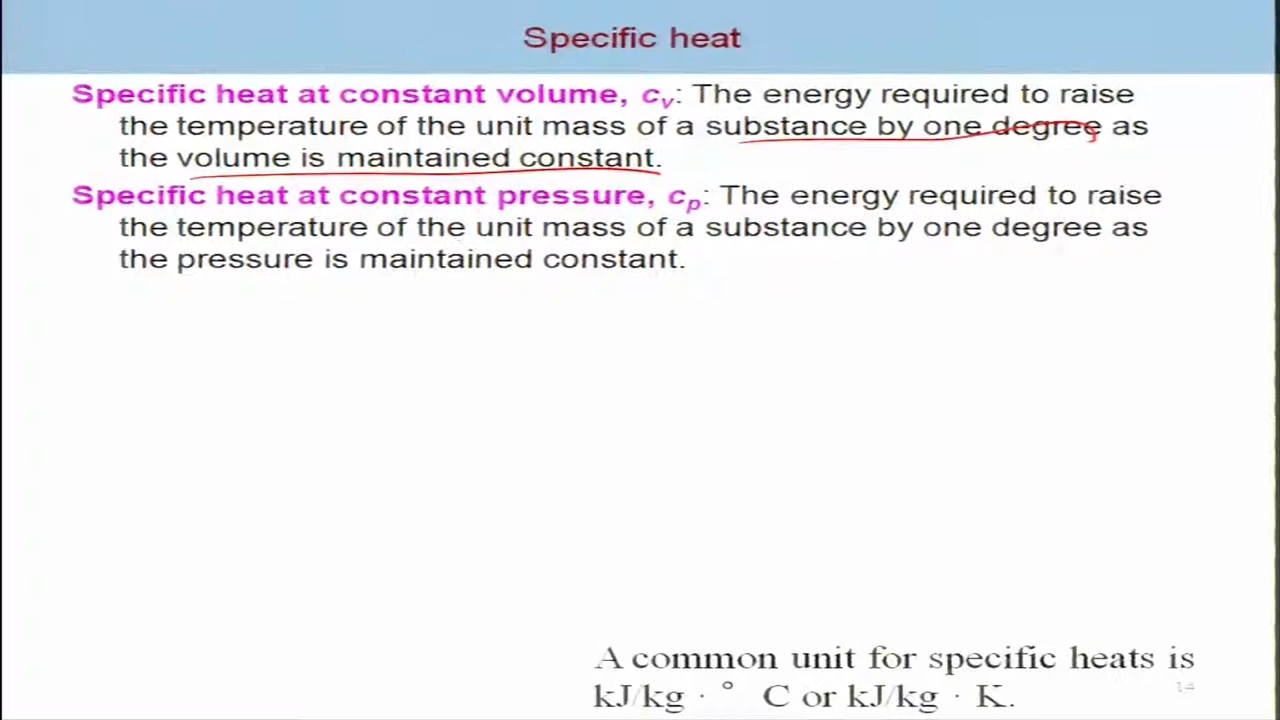 Specific heat
Specific heat at constant volume, cv: The energy required to raise
the temperature of the unit mass of a substance by one degree as
the volume is maintained constant.
Specific heat at constant pressure, cp: The energy required to raise
the temperature of the unit mass of a substance by one degree as
the pressure is maintained constant.
A common unit for specific heats is
kJ/kg · ° C or kJ/kg · K.
14